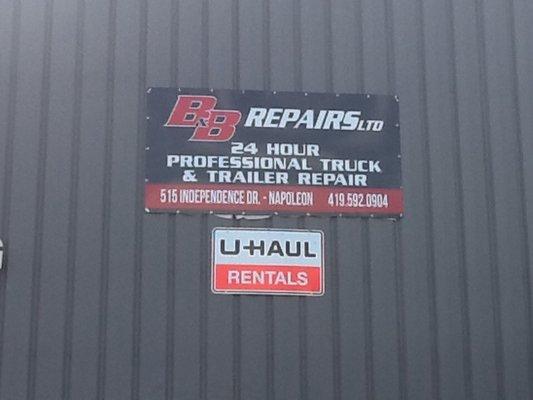 B&B REPAIRS LTD
24 HOUR
PROFESSIONAL TRUCK
& TRAILER REPAIR
515 INDEPENDENCE DR. - NAPOLEON 419.592.0904
U-HAUL
RENTALS